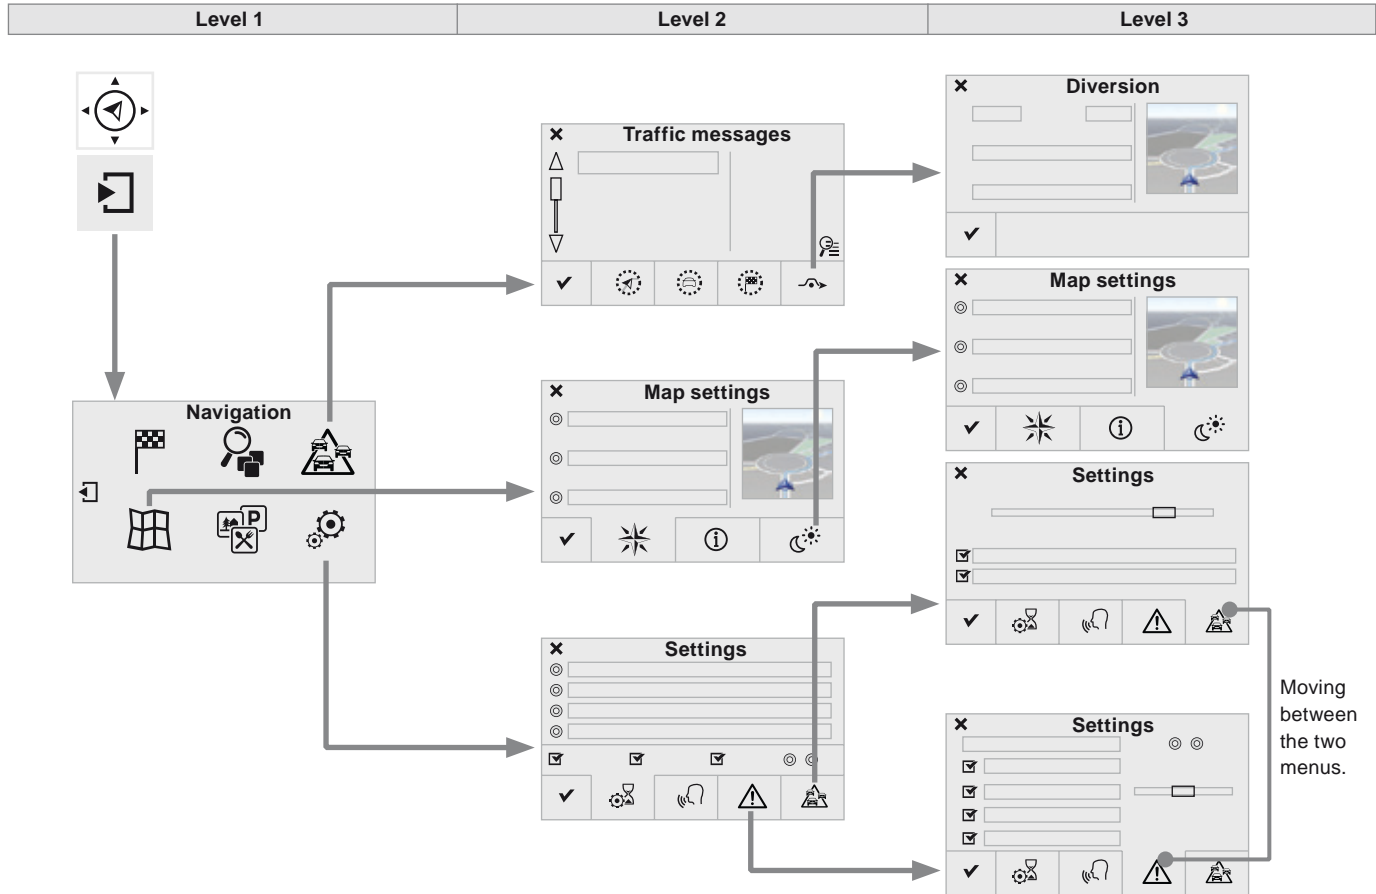 Level 1
Level 2
Level 3
Diversion
Traffic messages
Map settings
Map settings
Navigation
P
Settings
Settings
Moving
between
the two
menus.
Settings